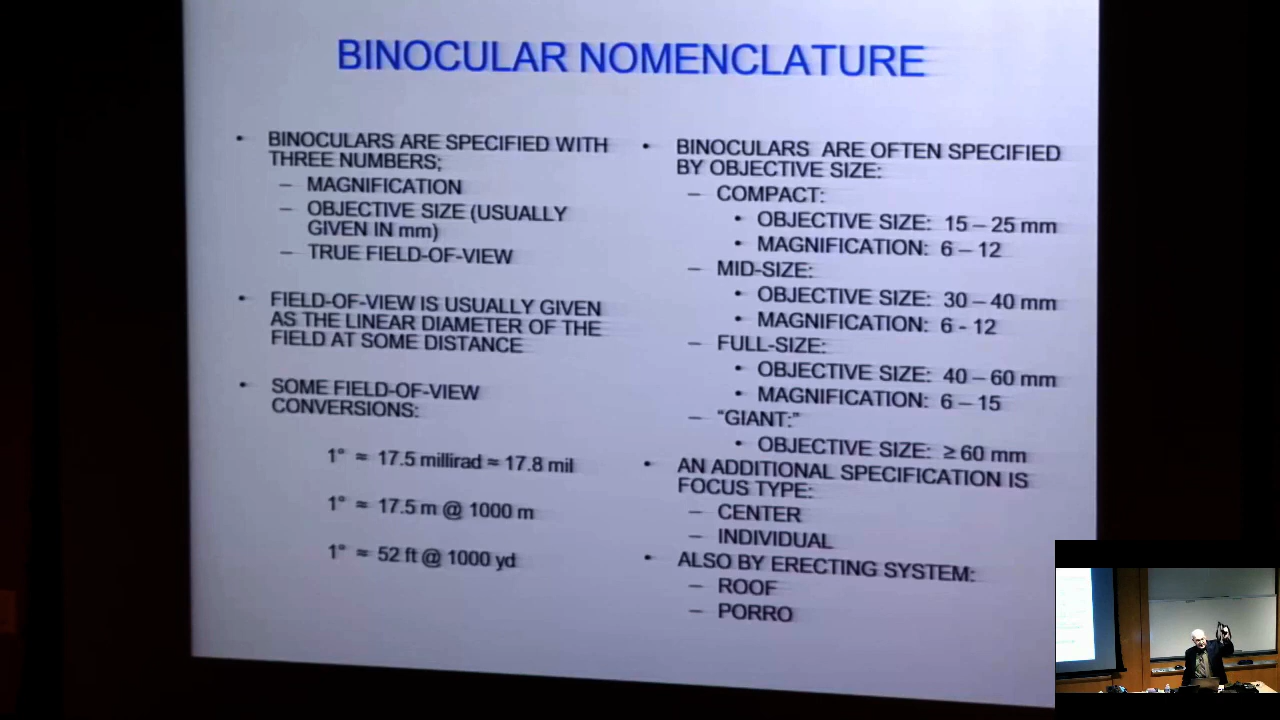 BINOCULAR NOMENCLATURE
• BINOCULARS ARE SPECIFIED WITH
THREE NUMBERS;
– MAGNIFICATION
– OBJECTIVE SIZE (USUALLY
GIVEN IN mm)
– TRUE FIELD-OF-VIEW
• FIELD-OF-VIEW IS USUALLY GIVEN
AS THE LINEAR DIAMETER OF THE
FIELD AT SOME DISTANCE
• SOME FIELD-OF-VIEW
CONVERSIONS:
1° ≈ 17.5 millirad ≈ 17.8 mil
1° ≈ 17.5 m @ 1000 m
1° ≈ 52 ft @ 1000 yd
• BINOCULARS ARE OFTEN SPECIFIED
BY OBJECTIVE SIZE:
– COMPACT:
• OBJECTIVE SIZE: 15 – 25 mm
• MAGNIFICATION: 6 – 12
– MID-SIZE:
• OBJECTIVE SIZE: 30 – 40 mm
• MAGNIFICATION: 6 - 12
– FULL-SIZE:
• OBJECTIVE SIZE: 40 – 60 mm
• MAGNIFICATION: 6 – 15
– “GIANT:”
• OBJECTIVE SIZE: ≥ 60 mm
• AN ADDITIONAL SPECIFICATION IS
FOCUS TYPE:
– CENTER
– INDIVIDUAL
• ALSO BY ERECTING SYSTEM:
– ROOF
– PORRO